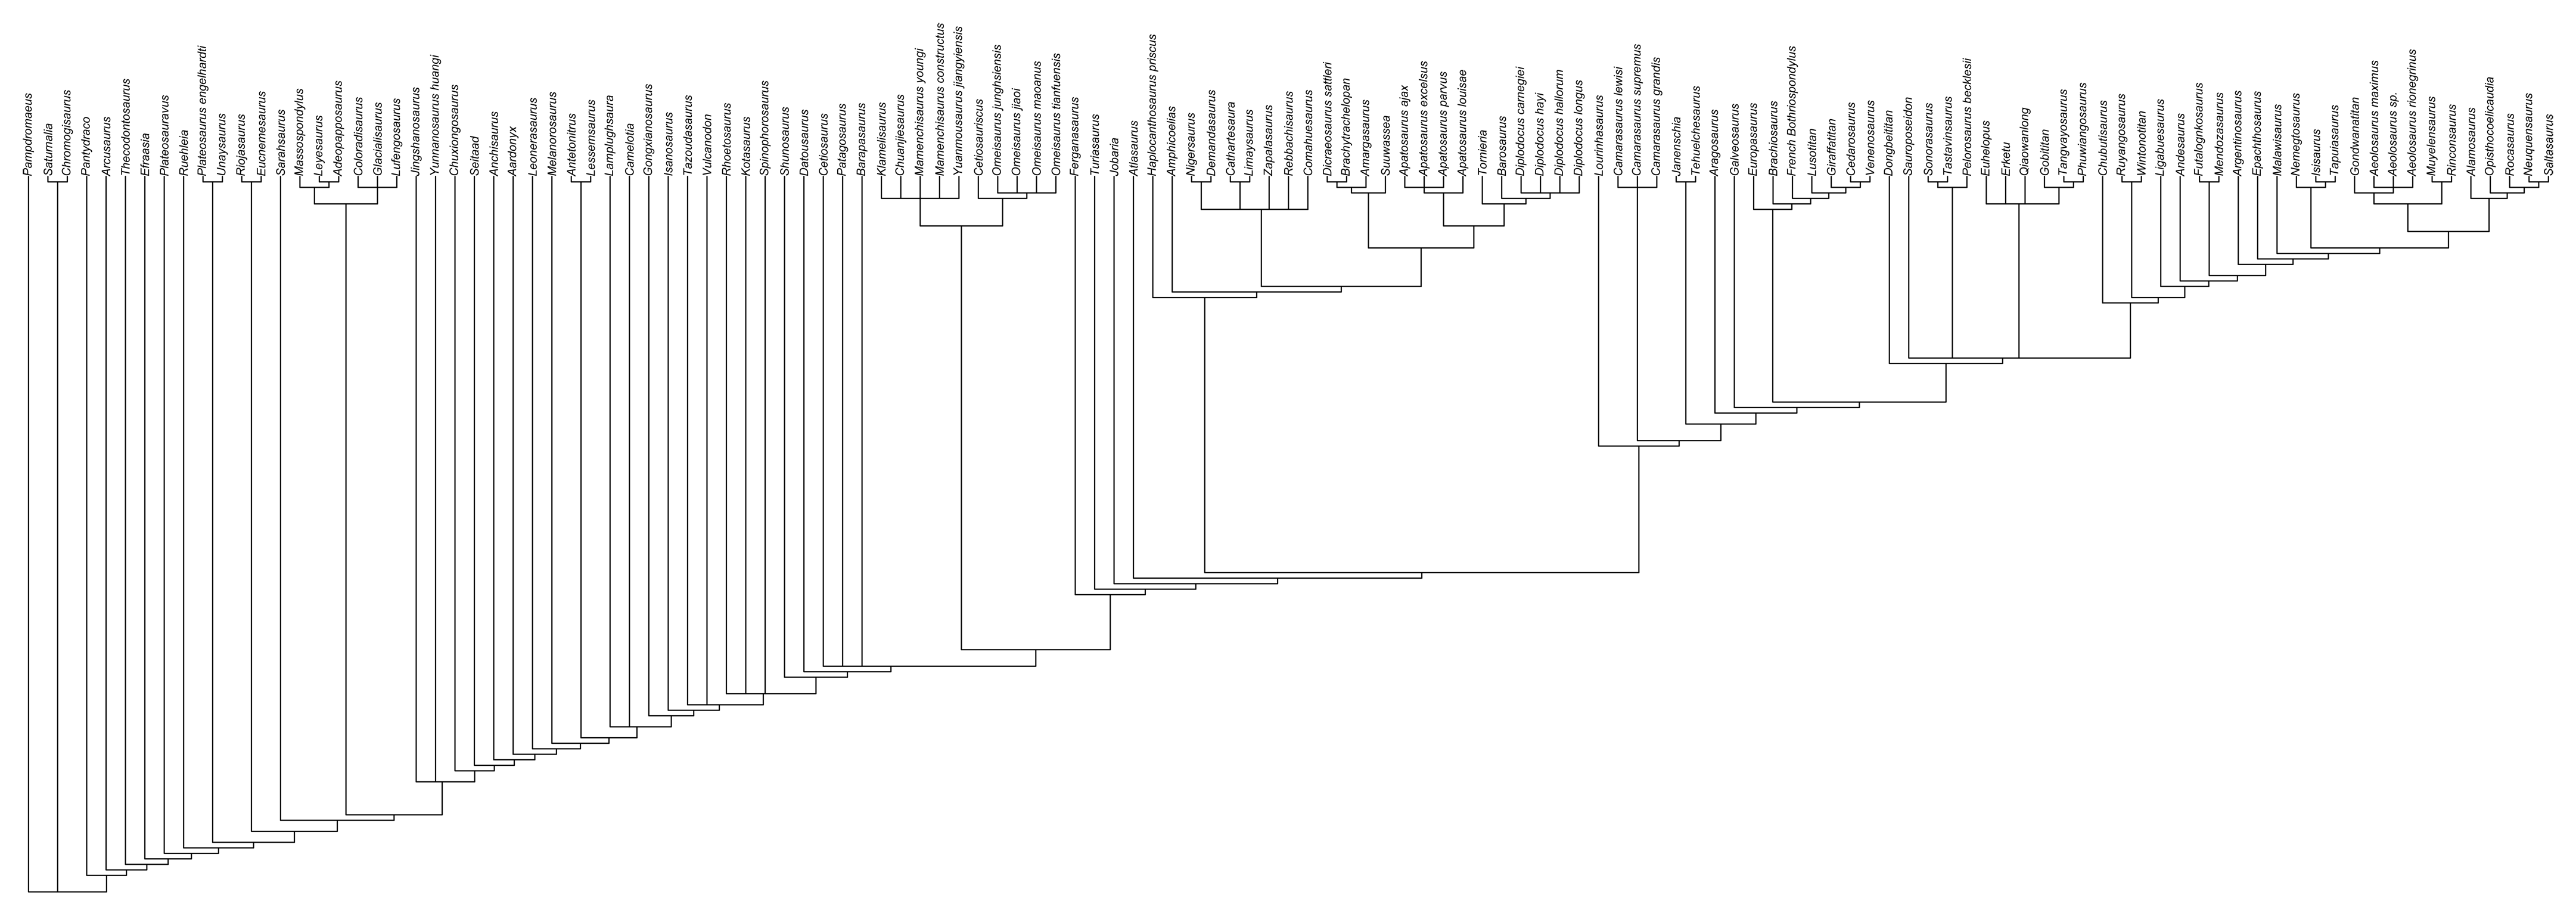 Pampdromaeus
Saturnalia
Chromogisaurus
Pantydraco
Arcusaurus
Thecodontosaurus
Efraasia
Plateosauravus
Ruehleia
Plateosaurus engelhardti
Unaysaurus
Riojasaurus
Eucnemesaurus
Sarahsaurus
Massospondylus
Leyesaurus
Adeopapposaurus
Coloradisaurus
Glacialisaurus
Lufengosaurus
Jingshanosaurus
Yunnanosaurus huangi
Chuxiongosaurus
Seitaad
Anchisaurus
Aardonyx
Leonerasaurus
Melanorosaurus
Antetonitrus
Lessemsaurus
Lamplughsaura
Camelotia
Gongxianosaurus
Isanosaurus
Tazoudasaurus
Vulcanodon
Rhoetosaurus
Kotasaurus
Spinophorosaurus
Shunosaurus
Datousaurus
Cetiosaurus
Patagosaurus
Barapasaurus
Klamelisaurus
Chuanjiesaurus
Mamenchisaurus youngi
Mamenchisaurus constructus
Yuanmousaurus jiangyiensis
Cetiosauriscus
Omeisaurus junghsiensis
Omeisaurus jiaoi
Omeisaurus maoanus
Omeisaurus tianfuensis
Ferganasaurus
Turiasaurus
Jobaria
Atlasaurus
Haplocanthosaurus priscus
Amphicoelias
Nigersaurus
Demandasaurus
Cathartesaura
Limaysaurus
Zapalasaurus
Rebbachisaurus
Comahuesaurus
Dicraeosaurus sattleri
Brachytrachelopan
Amargasaurus
Suuwassea
Apatosaurus ajax
Apatosaurus excelsus
Apatosaurus parvus
Apatosaurus louisae
Tornieria
Barosaurus
Diplodocus carnegiei
Diplodocus hayi
Diplodocus hallorum
Diplodocus longus
Lourinhasaurus
Camarasaurus lewisi
Camarasaurus supremus
Camarasaurus grandis
Janenschia
Tehuelchesaurus
Aragosaurus
Galveosaurus
Europasaurus
Brachiosaurus
French Bothriospondylus
Lusotitan
Giraffatitan
Cedarosaurus
Venenosaurus
Dongbeititan
Sauroposeidon
Sonorasaurus
Tastavinsaurus
Pelorosaurus becklesii
Euhelopus
Erketu
Qiaowanlong
Gobititan
Tangvayosaurus
Phuwiangosaurus
Chubutisaurus
Ruyangosaurus
Wintonotitan
Ligabuesaurus
Andesaurus
Futalognkosaurus
Mendozasaurus
Argentinosaurus
Epachthosaurus
Malawisaurus
Nemegtosaurus
Isisaurus
Tapuiasaurus
Gondwanatitan
Aeolosaurus maximus
Aeolosaurus sp.
Aeolosaurus rionegrinus
Muyelensaurus
Rinconsaurus
Alamosaurus
Opisthocoelicaudia
Rocasaurus
Neuquensaurus
Saltasaurus